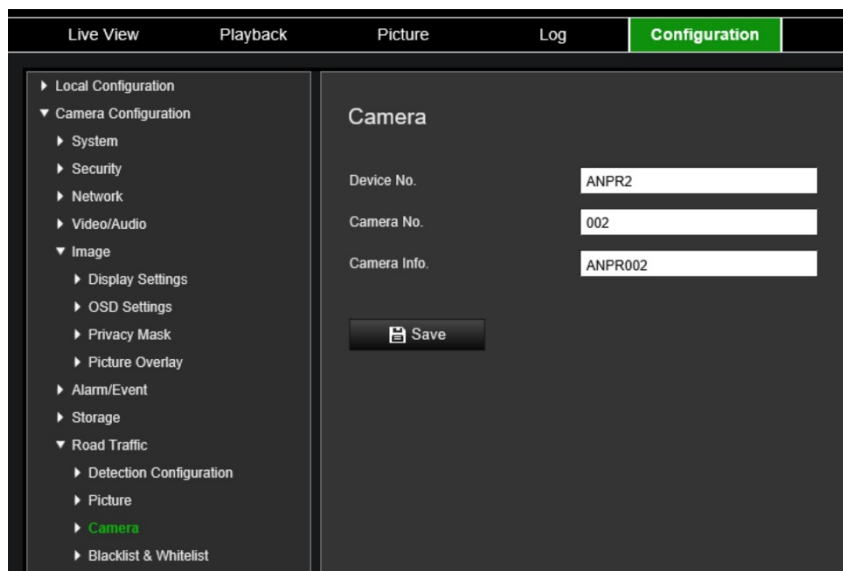 Live View Playback Picture Log Configuration
Local Configuration
Camera Configuration
System
Security
Network
Video/Audio
Image
Display Settings
OSD Settings
Privacy Mask
Picture Overlay
Alarm/Event
Storage
Road Traffic
Detection Configuration
Picture
Camera
Blacklist & Whitelist
Camera
Device No. ANPR2
Camera No. 002
Camera Info. ANPR002
Save